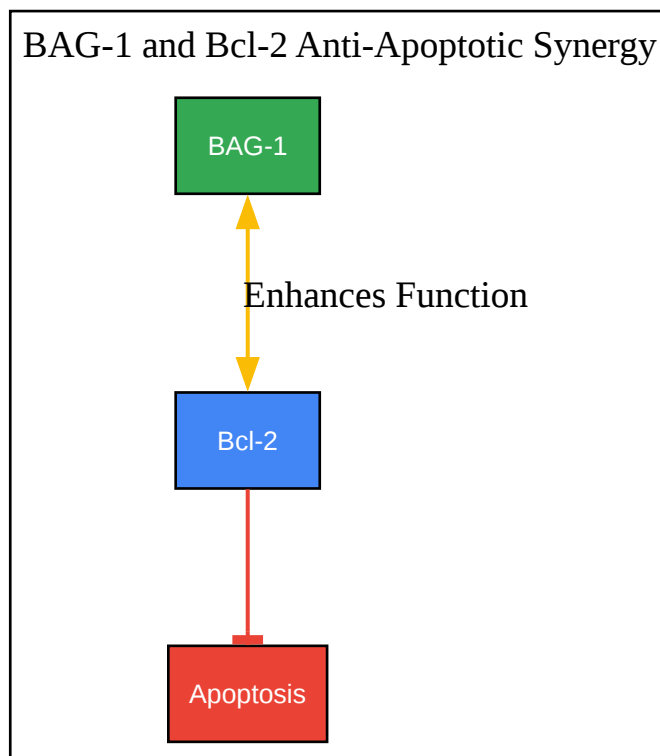 BAG-1 and Bcl-2 Anti-Apoptotic Synergy
BAG-1
Enhances Function
Bcl-2
Apoptosis